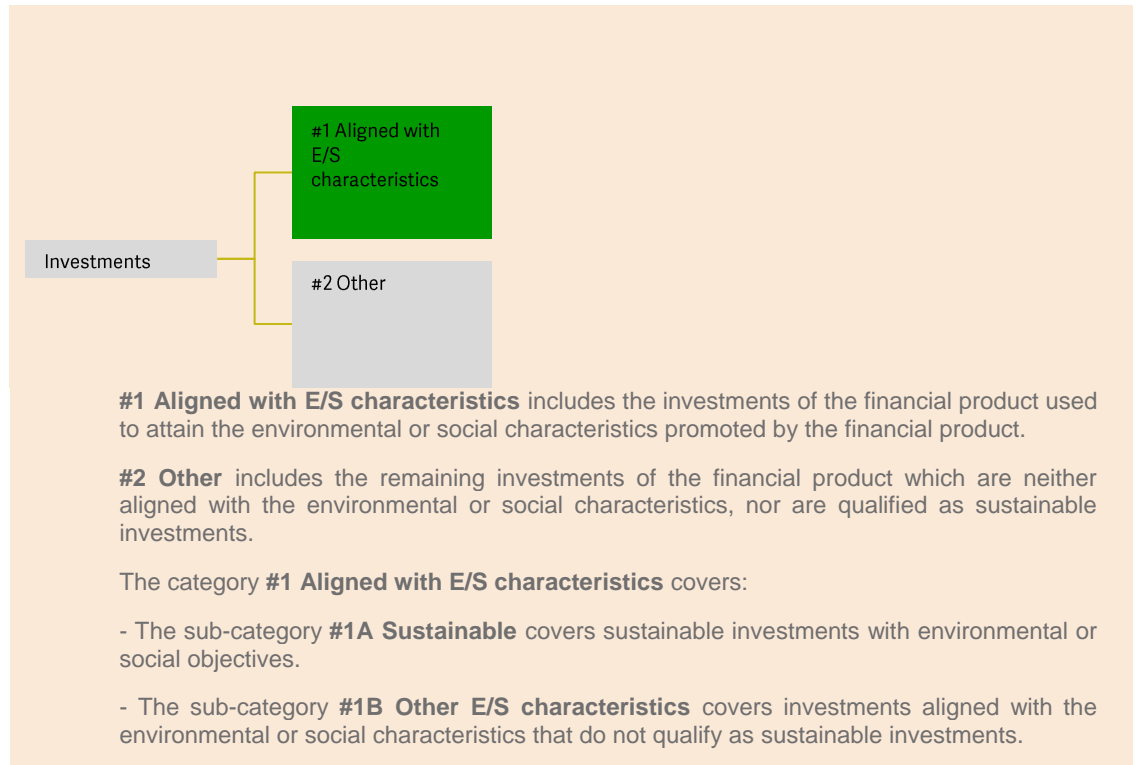 #1 Aligned with
E/S
characteristics
Investments
#2 Other
#1 Aligned with E/S characteristics includes the investments of the financial product used
to attain the environmental or social characteristics promoted by the financial product.
#2 Other includes the remaining investments of the financial product which are neither
aligned with the environmental or social characteristics, nor are qualified as sustainable
investments.
The category #1 Aligned with E/S characteristics covers:
- The sub-category #1A Sustainable covers sustainable investments with environmental or
social objectives.
- The sub-category #1B Other E/S characteristics covers investments aligned with the
environmental or social characteristics that do not qualify as sustainable investments.